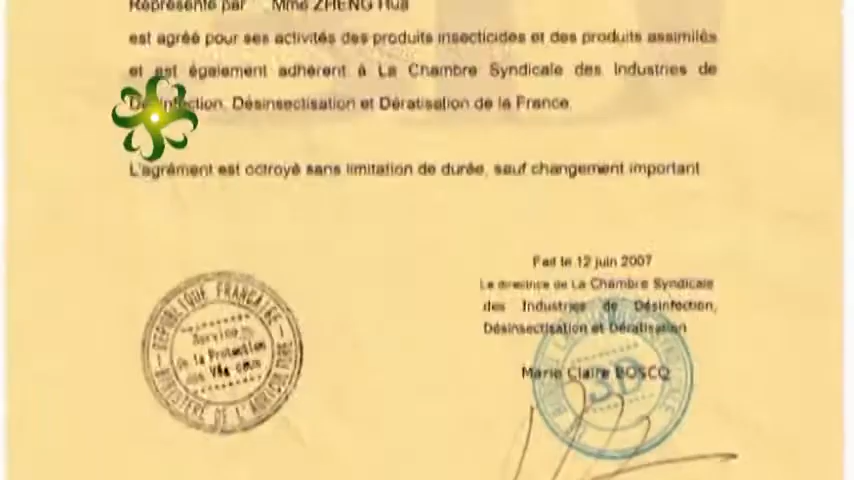 Représenté par Mme ZHENG Hua
est agréé pour ses activités des produits insecticides et des produits assimilés
et est également adhérent à La Chambre Syndicale des Industries de
Désinfection, Désinsectisation et Dératisation de la France.
L'agrément est octroyé sans limitation de durée, sauf changement important
Fait le 12 juin 2007
La directrice de La Chambre Syndicale
des Industries de Désinfection,
Désinsectisation et Dératisation
Marie Claire BOSCQ
RÉPUBLIQUE FRANÇAISE
Service
de la Protection
des Végétaux
MINISTÈRE DE L'AGRICULTURE
3D